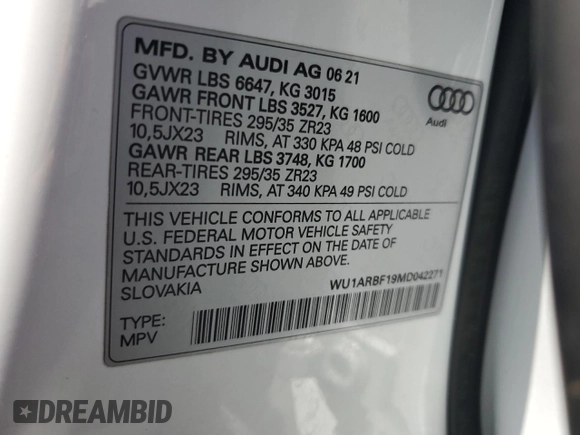 MFD. BY AUDI AG 06 21
GVWR LBS 6647, KG 3015
GAWR FRONT LBS 3527, KG 1600
FRONT-TIRES 295/35 ZR23
10,5JX23 RIMS, AT 330 KPA 48 PSI COLD
GAWR REAR LBS 3748, KG 1700
REAR-TIRES 295/35 ZR23
10,5JX23 RIMS, AT 340 KPA 49 PSI COLD
Audi
THIS VEHICLE CONFORMS TO ALL APPLICABLE
U.S. FEDERAL MOTOR VEHICLE SAFETY
STANDARDS IN EFFECT ON THE DATE OF
MANUFACTURE SHOWN ABOVE.
SLOVAKIA
WU1ARBF19MD042271
TYPE:
MPV
DREAMBID